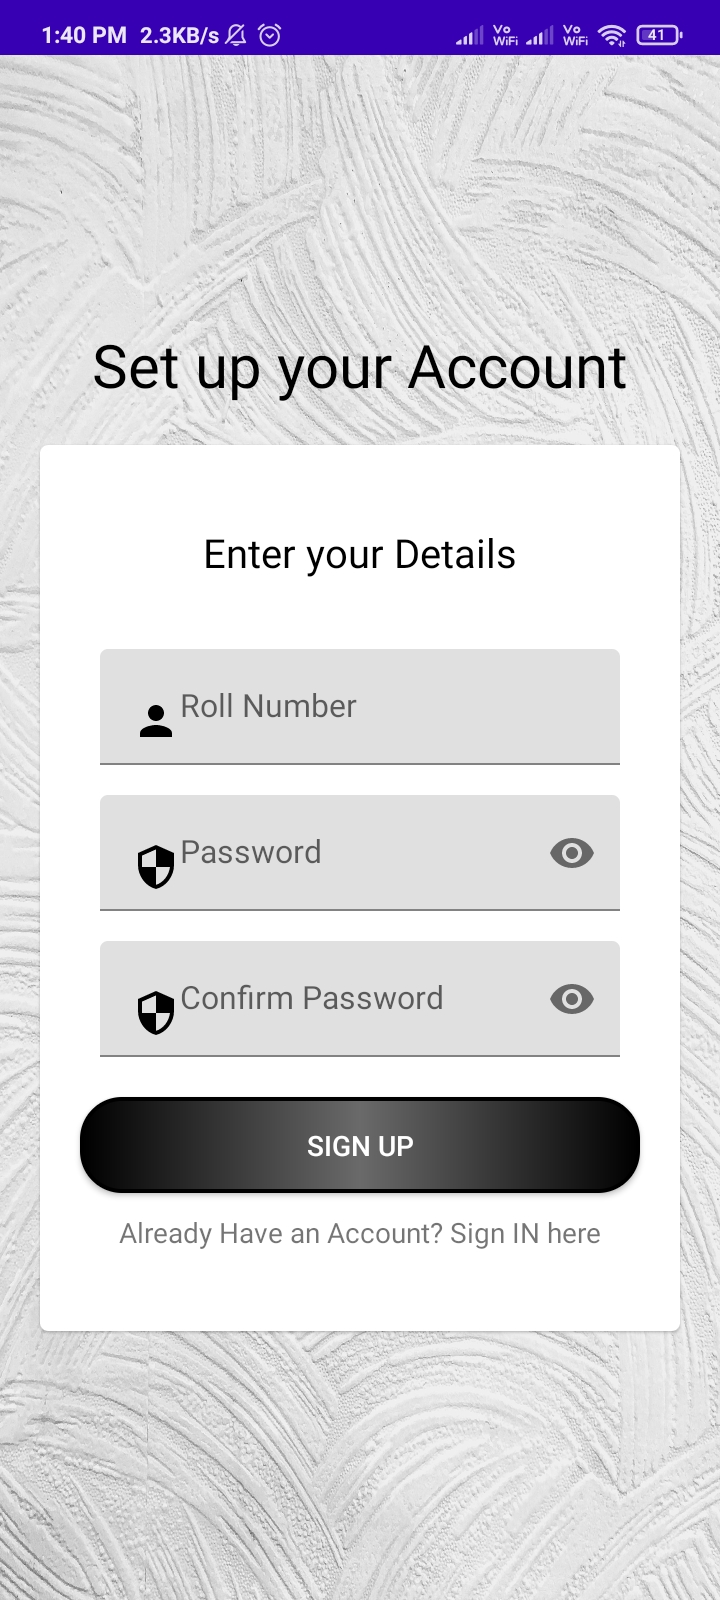 1:40 PM 2.3KB/s Vo WiFi Vo WiFi 41
Set up your Account
Enter your Details
Roll Number
Password
Confirm Password
SIGN UP
Already Have an Account? Sign IN here